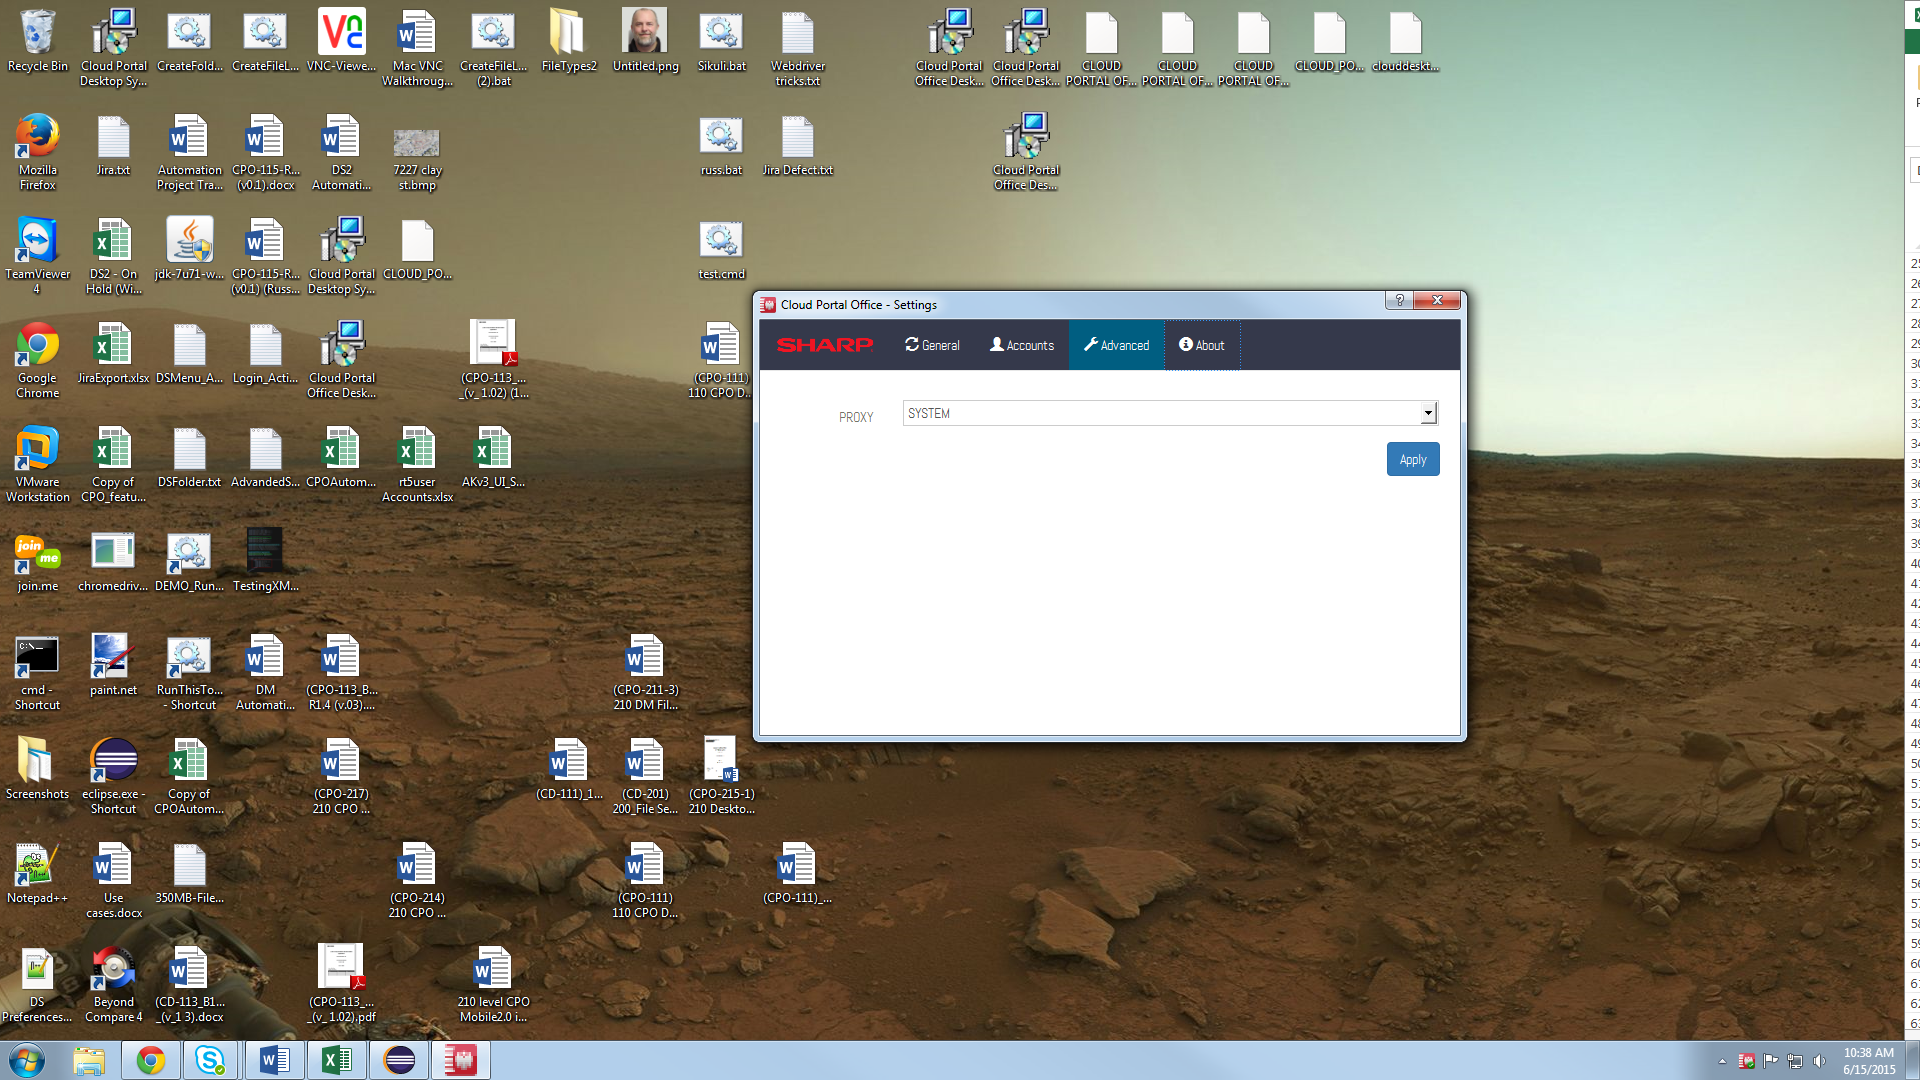 Recycle Bin
Cloud Portal
Desktop Sy...
CreateFold...
CreateFileL...
VNC-Viewe...
Mac VNC
Walkthroug...
CreateFileL...
(2).bat
FileTypes2
Untitled.png
Sikuli.bat
Webdriver
tricks.txt
Cloud Portal
Office Desk...
Cloud Portal
Office Desk...
CLOUD
PORTAL OF...
CLOUD
PORTAL OF...
CLOUD
PORTAL OF...
CLOUD_PO...
clouddeskt...
Mozilla
Firefox
Jira.txt
Automation
Project Tra...
CPO-115-R...
(v0.1).docx
DS2
Automati...
7227 clay
st.bmp
russ.bat
Jira Defect.txt
Cloud Portal
Office Des...
TeamViewer
4
DS2 - On
Hold (Wi...
jdk-7u71-w...
CPO-115-R...
(v0.1) (Russ...
Cloud Portal
Desktop Sy...
CLOUD_PO...
test.cmd
Cloud Portal Office - Settings
SHARP
General
Accounts
Advanced
About
PROXY
SYSTEM
Apply
Google
Chrome
JiraExport.xlsx
DSMenu_A...
Login_Acti...
Cloud Portal
Office Desk...
(CPO-113_...
_(v_ 1.02) (1...
(CPO-111)
110 CPO D...
VMware
Workstation
Copy of
CPO_featu...
DSFolder.txt
AdvandedS...
CPOAutom...
rt5user
Accounts.xlsx
AKv3_UI_S...
join.me
chromedriv...
DEMO_Run...
TestingXM...
cmd -
Shortcut
paint.net
RunThisTo...
- Shortcut
DM
Automati...
(CPO-113_B...
R1.4 (v.03)....
(CPO-211-3)
210 DM Fil...
Screenshots
eclipse.exe -
Shortcut
Copy of
CPOAutom...
(CPO-217)
210 CPO ...
(CD-111)_1...
(CD-201)
200_File Se...
(CPO-215-1)
210 Deskto...
Notepad++
Use
cases.docx
350MB-File...
(CPO-214)
210 CPO ...
(CPO-111)
110 CPO D...
(CPO-111)_...
DS
Preferences...
Beyond
Compare 4
(CD-113_B1...
_(v_1 3).docx
(CPO-113_...
_(v_ 1.02).pdf
210 level CPO
Mobile2.0 i...
10:38 AM
6/15/2015